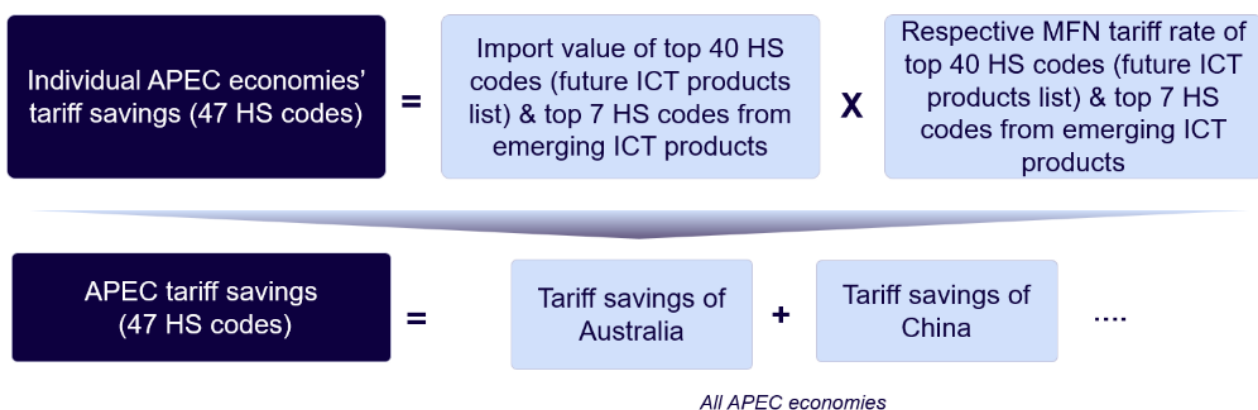 Individual APEC economies’
tariff savings (47 HS codes)
=
Import value of top 40 HS
codes (future ICT products
list) & top 7 HS codes from
emerging ICT products
X
Respective MFN tariff rate of
top 40 HS codes (future ICT
products list) & top 7 HS
codes from emerging ICT
products
APEC tariff savings
(47 HS codes)
=
Tariff savings of
Australia
+
Tariff savings of
China
....
All APEC economies